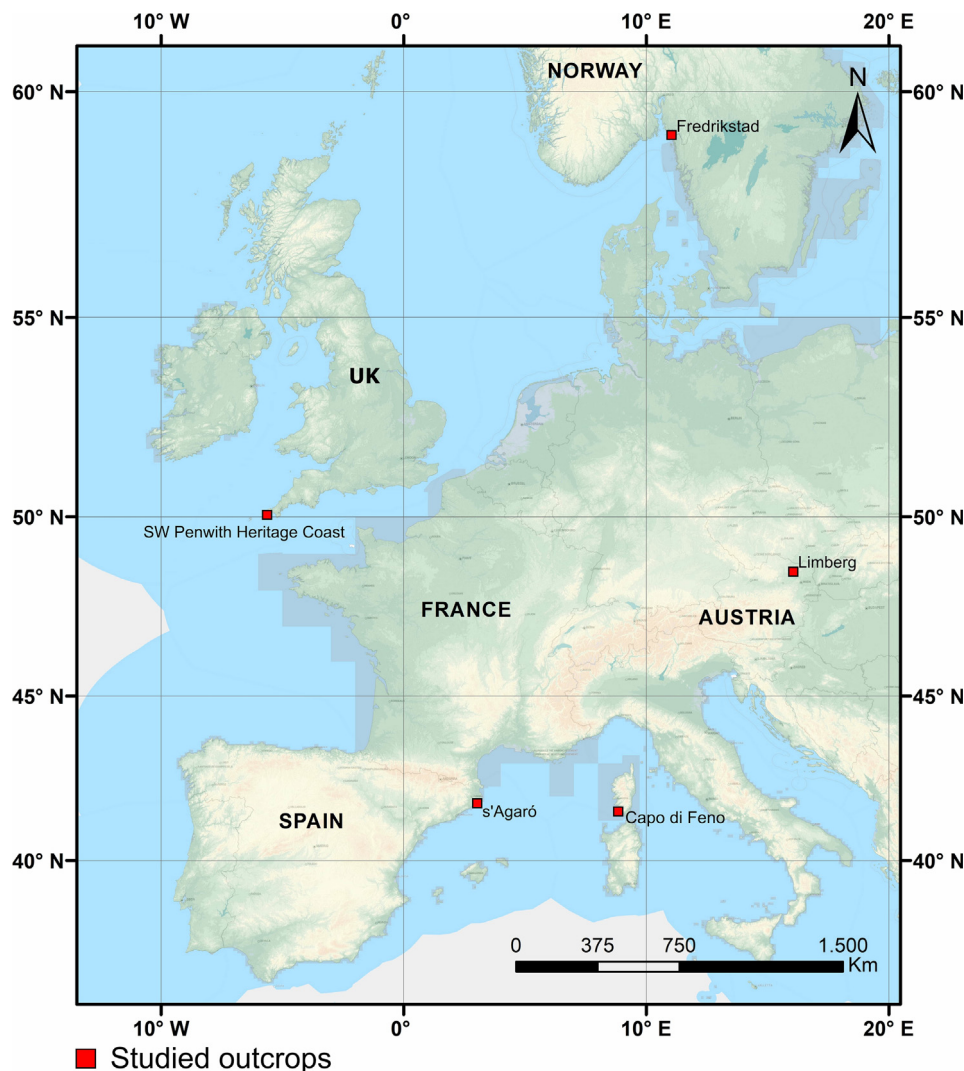 10° W 0° 10° E 20° E
NORWAY
N
60° N 60° N
Fredrikstad
55° N 55° N
UK
50° N 50° N
SW Penwith Heritage Coast
Limberg
FRANCE
AUSTRIA
45° N 45° N
s'Agaró
Capo di Feno
SPAIN
40° N 40° N
0 375 750 1.500
Km
10° W 0° 10° E 20° E
Studied outcrops